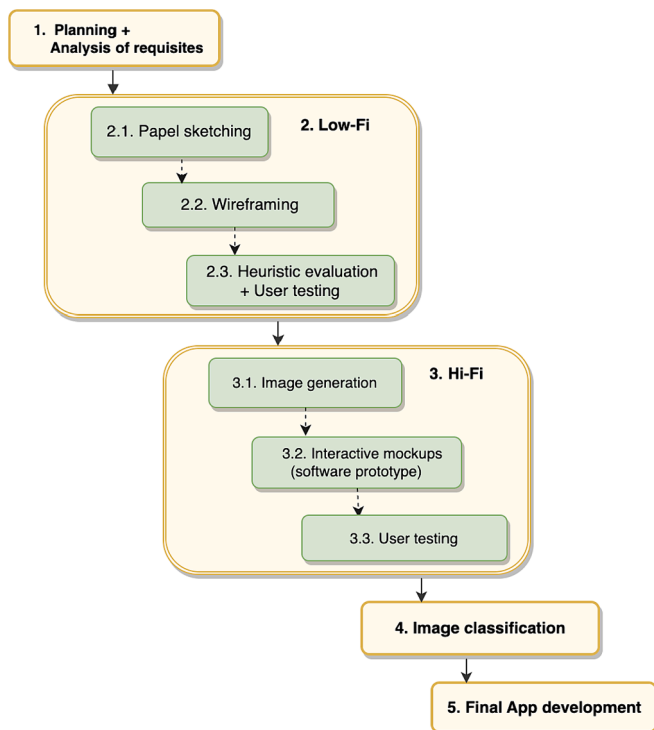 1. Planning +
Analysis of requisites
2. Low-Fi
2.1. Papel sketching
2.2. Wireframing
2.3. Heuristic evaluation
+ User testing
3. Hi-Fi
3.1. Image generation
3.2. Interactive mockups
(software prototype)
3.3. User testing
4. Image classification
5. Final App development